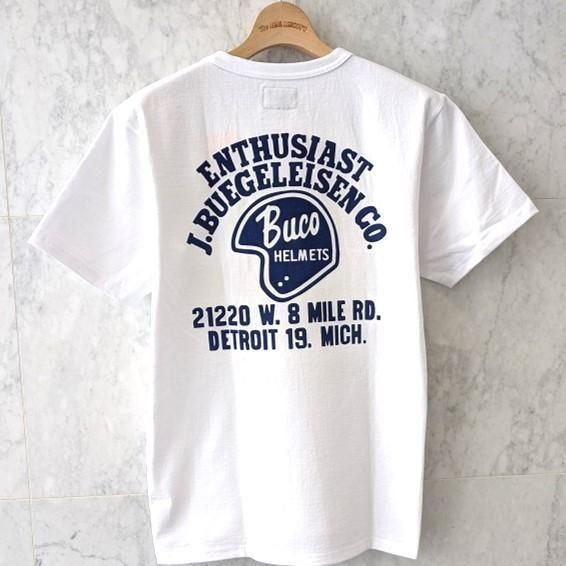 ENTHUSIAST
J.BUEGELEISEN CO.
Buco
HELMETS
21220 W. 8 MILE RD.
DETROIT 19. MICH.